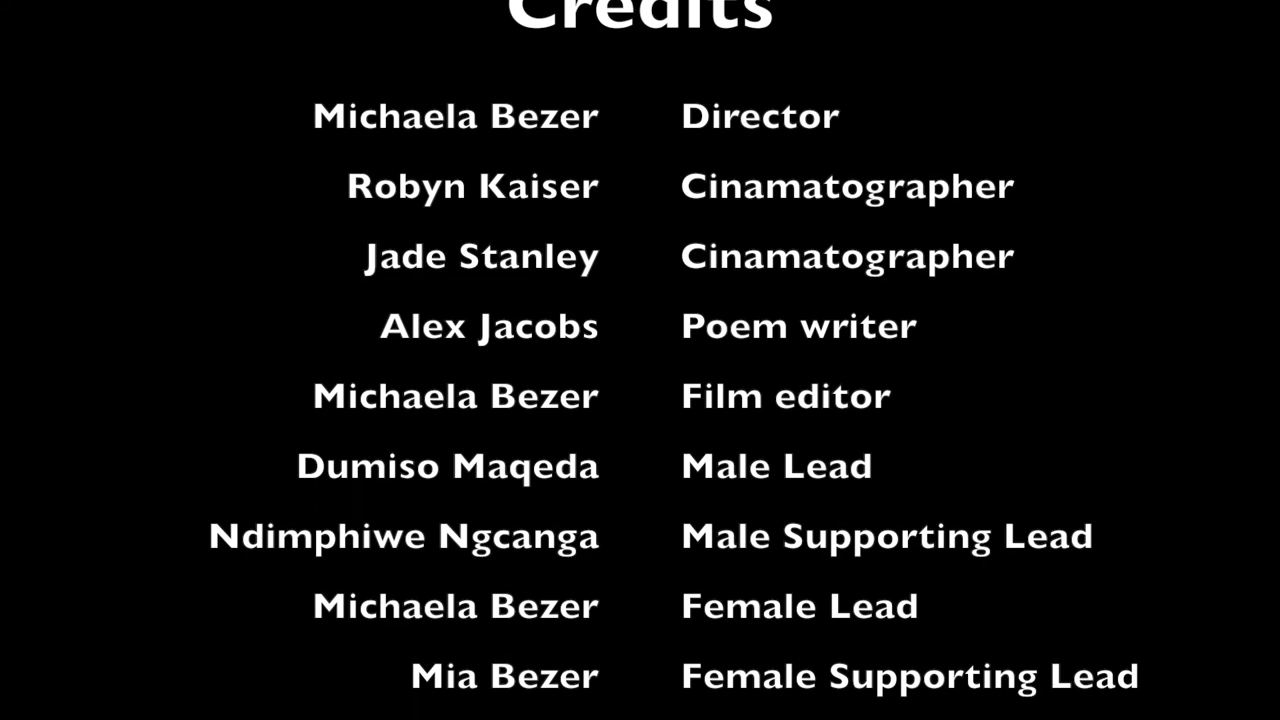 Credits
Michaela Bezer Director
Robyn Kaiser Cinamatographer
Jade Stanley Cinamatographer
Alex Jacobs Poem writer
Michaela Bezer Film editor
Dumiso Maqeda Male Lead
Ndimphiwe Ngcanga Male Supporting Lead
Michaela Bezer Female Lead
Mia Bezer Female Supporting Lead